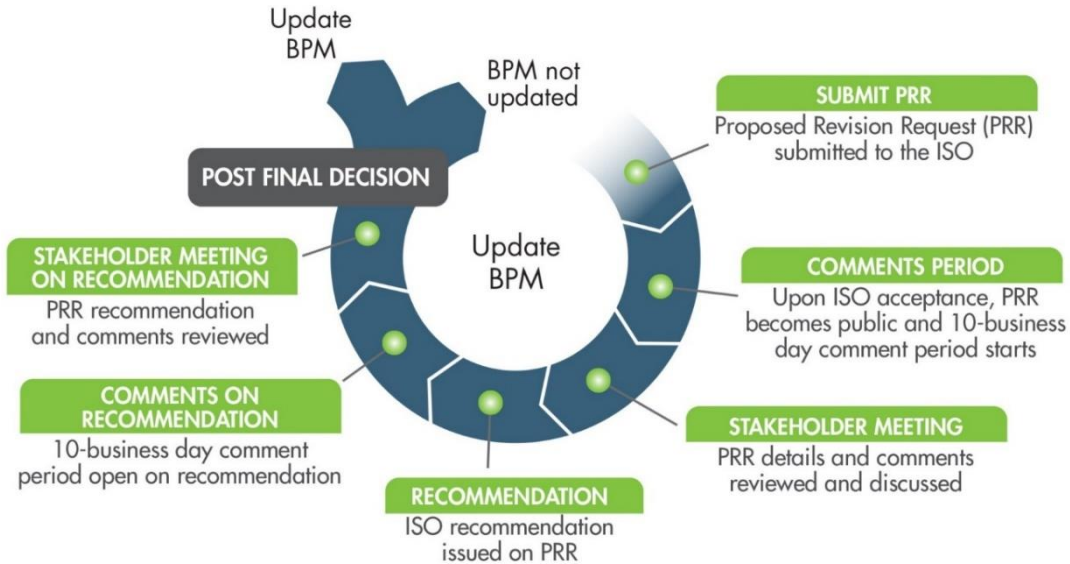 Update
BPM
BPM not
updated
SUBMIT PRR
Proposed Revision Request (PRR)
submitted to the ISO
COMMENTS PERIOD
Upon ISO acceptance, PRR
becomes public and 10-business
day comment period starts
STAKEHOLDER MEETING
PRR details and comments
reviewed and discussed
RECOMMENDATION
ISO recommendation
issued on PRR
COMMENTS ON
RECOMMENDATION
10-business day comment
period open on recommendation
STAKEHOLDER MEETING
ON RECOMMENDATION
PRR recommendation
and comments reviewed
POST FINAL DECISION
Update
BPM